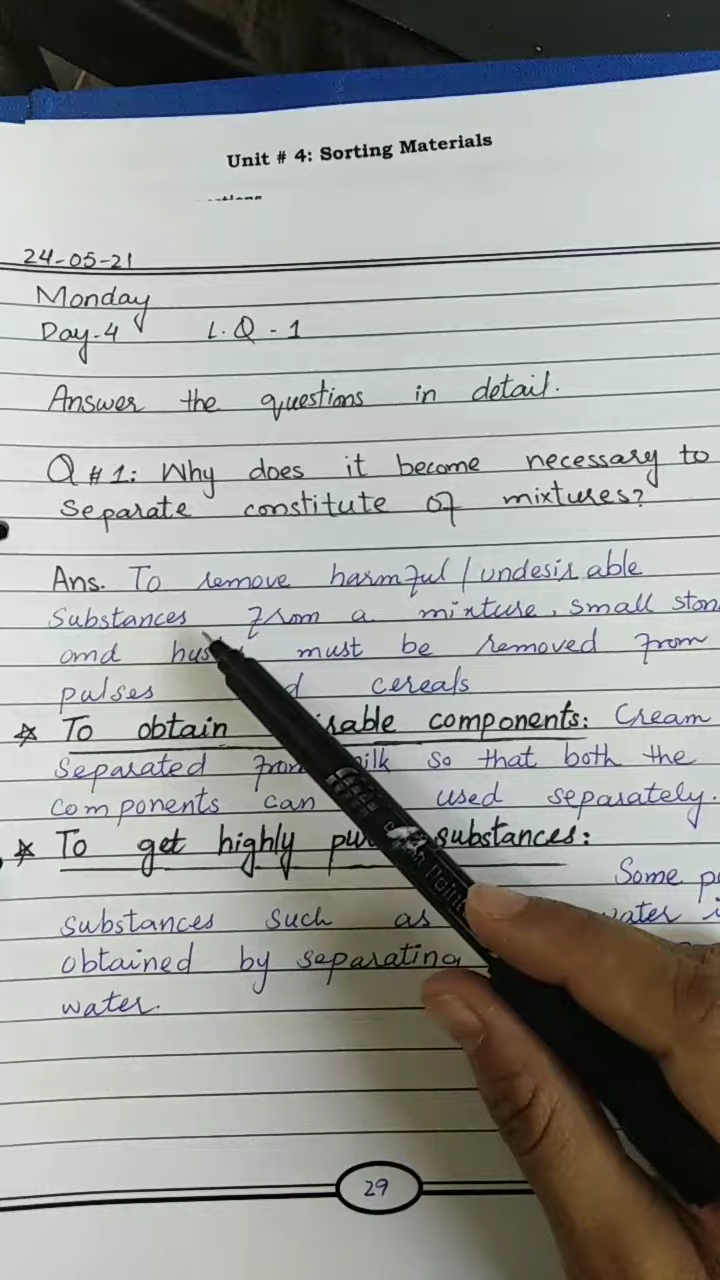 Unit # 4: Sorting Materials
24-05-21
Monday
Day-4 L.Q - 1
Answer the questions in detail.
Q # 1: Why does it become necessary to
separate constitute of mixtures?
Ans. To remove harmful/undesirable
Substances from a mixture, small
and must be removed from
pulses cereals
☆ To obtain components: Cream
Separated from so that both the
components can used separately.
☆ To get highly substances:
Some
substances such as water
obtained by separating
water.
29